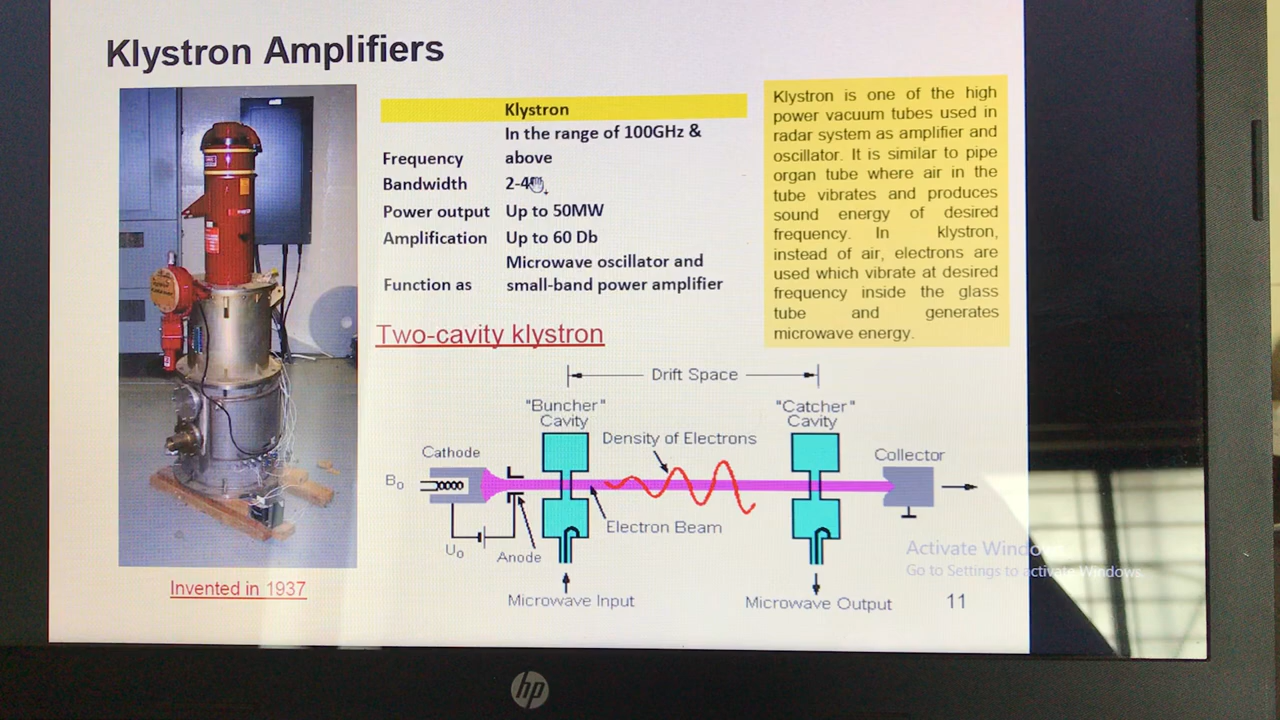 Klystron Amplifiers
Klystron
In the range of 100GHz &
Frequency above
Bandwidth 2-4
Power output Up to 50MW
Amplification Up to 60 Db
Microwave oscillator and
Function as small-band power amplifier
Klystron is one of the high
power vacuum tubes used in
radar system as amplifier and
oscillator. It is similar to pipe
organ tube where air in the
tube vibrates and produces
sound energy of desired
frequency. In klystron,
instead of air, electrons are
used which vibrate at desired
frequency inside the glass
tube and generates
microwave energy.
Two-cavity klystron
Drift Space
"Buncher"
Cavity
"Catcher"
Cavity
Density of Electrons
Cathode
Collector
B₀
Electron Beam
U₀
Anode
Microwave Input
Microwave Output
Invented in 1937
Activate Windo
Go to Settings to activate Windows.
11
hp